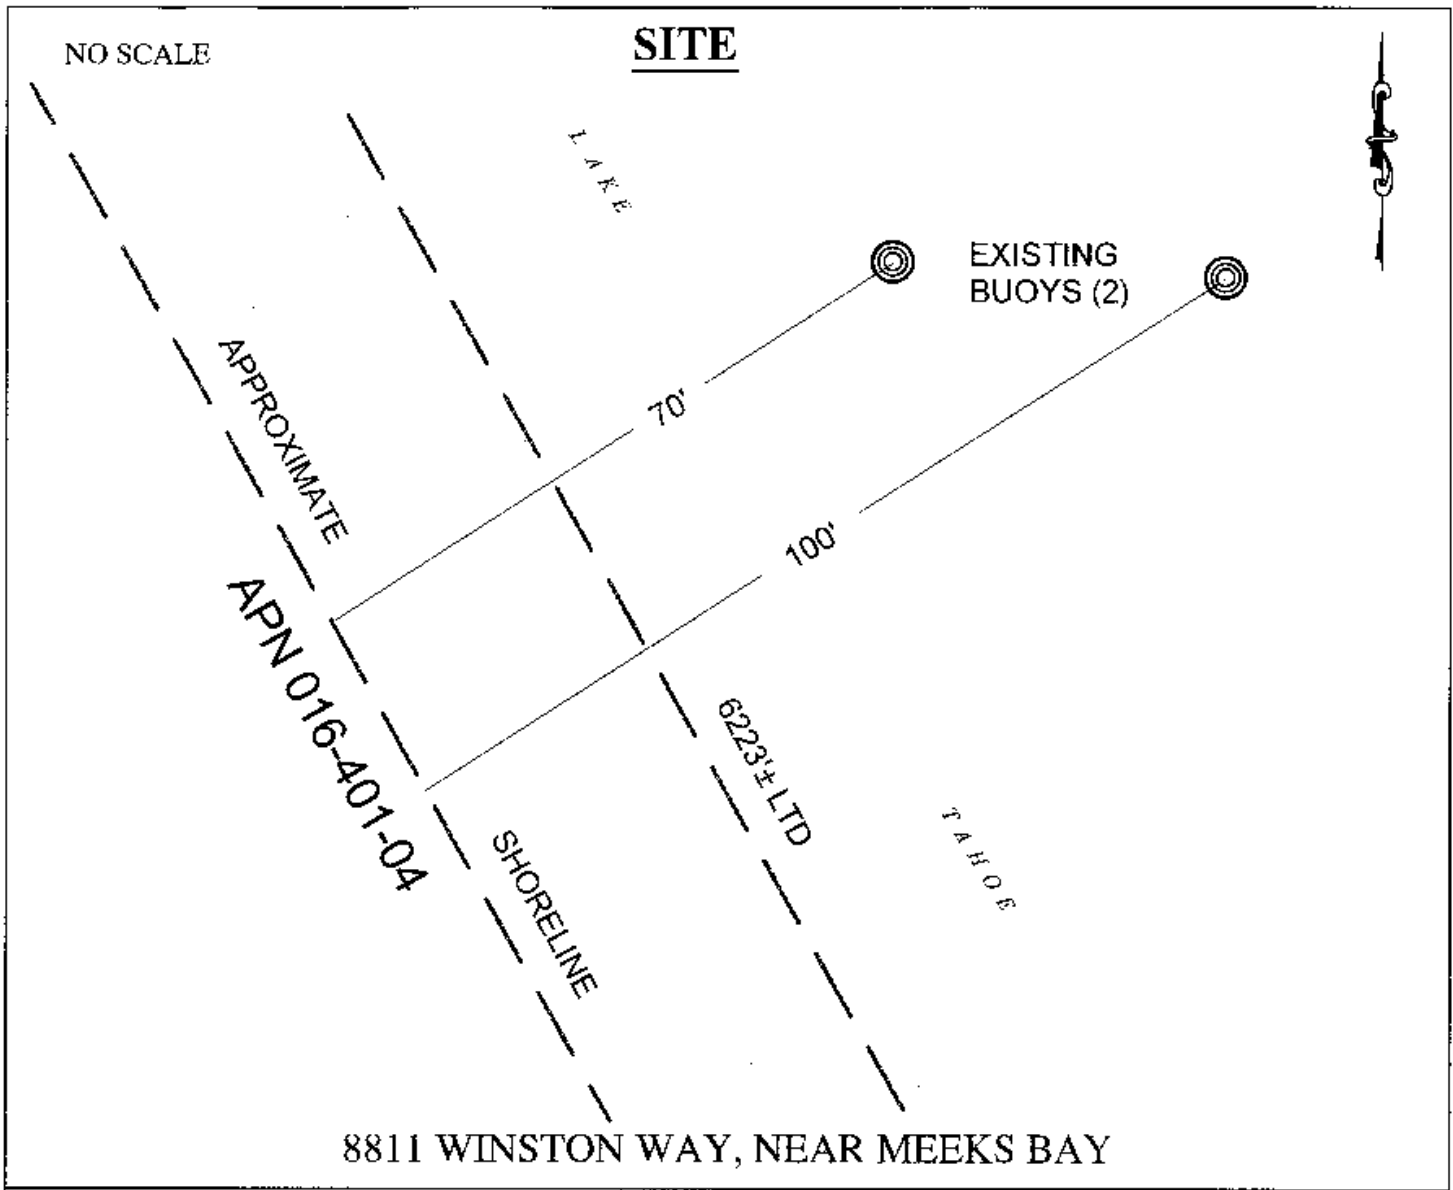 NO SCALE
SITE
LAKE
EXISTING
BUOYS (2)
APPROXIMATE
70'
100'
APN 016-401-04
6223'± LTD
SHORELINE
TAHOE
8811 WINSTON WAY, NEAR MEEKS BAY